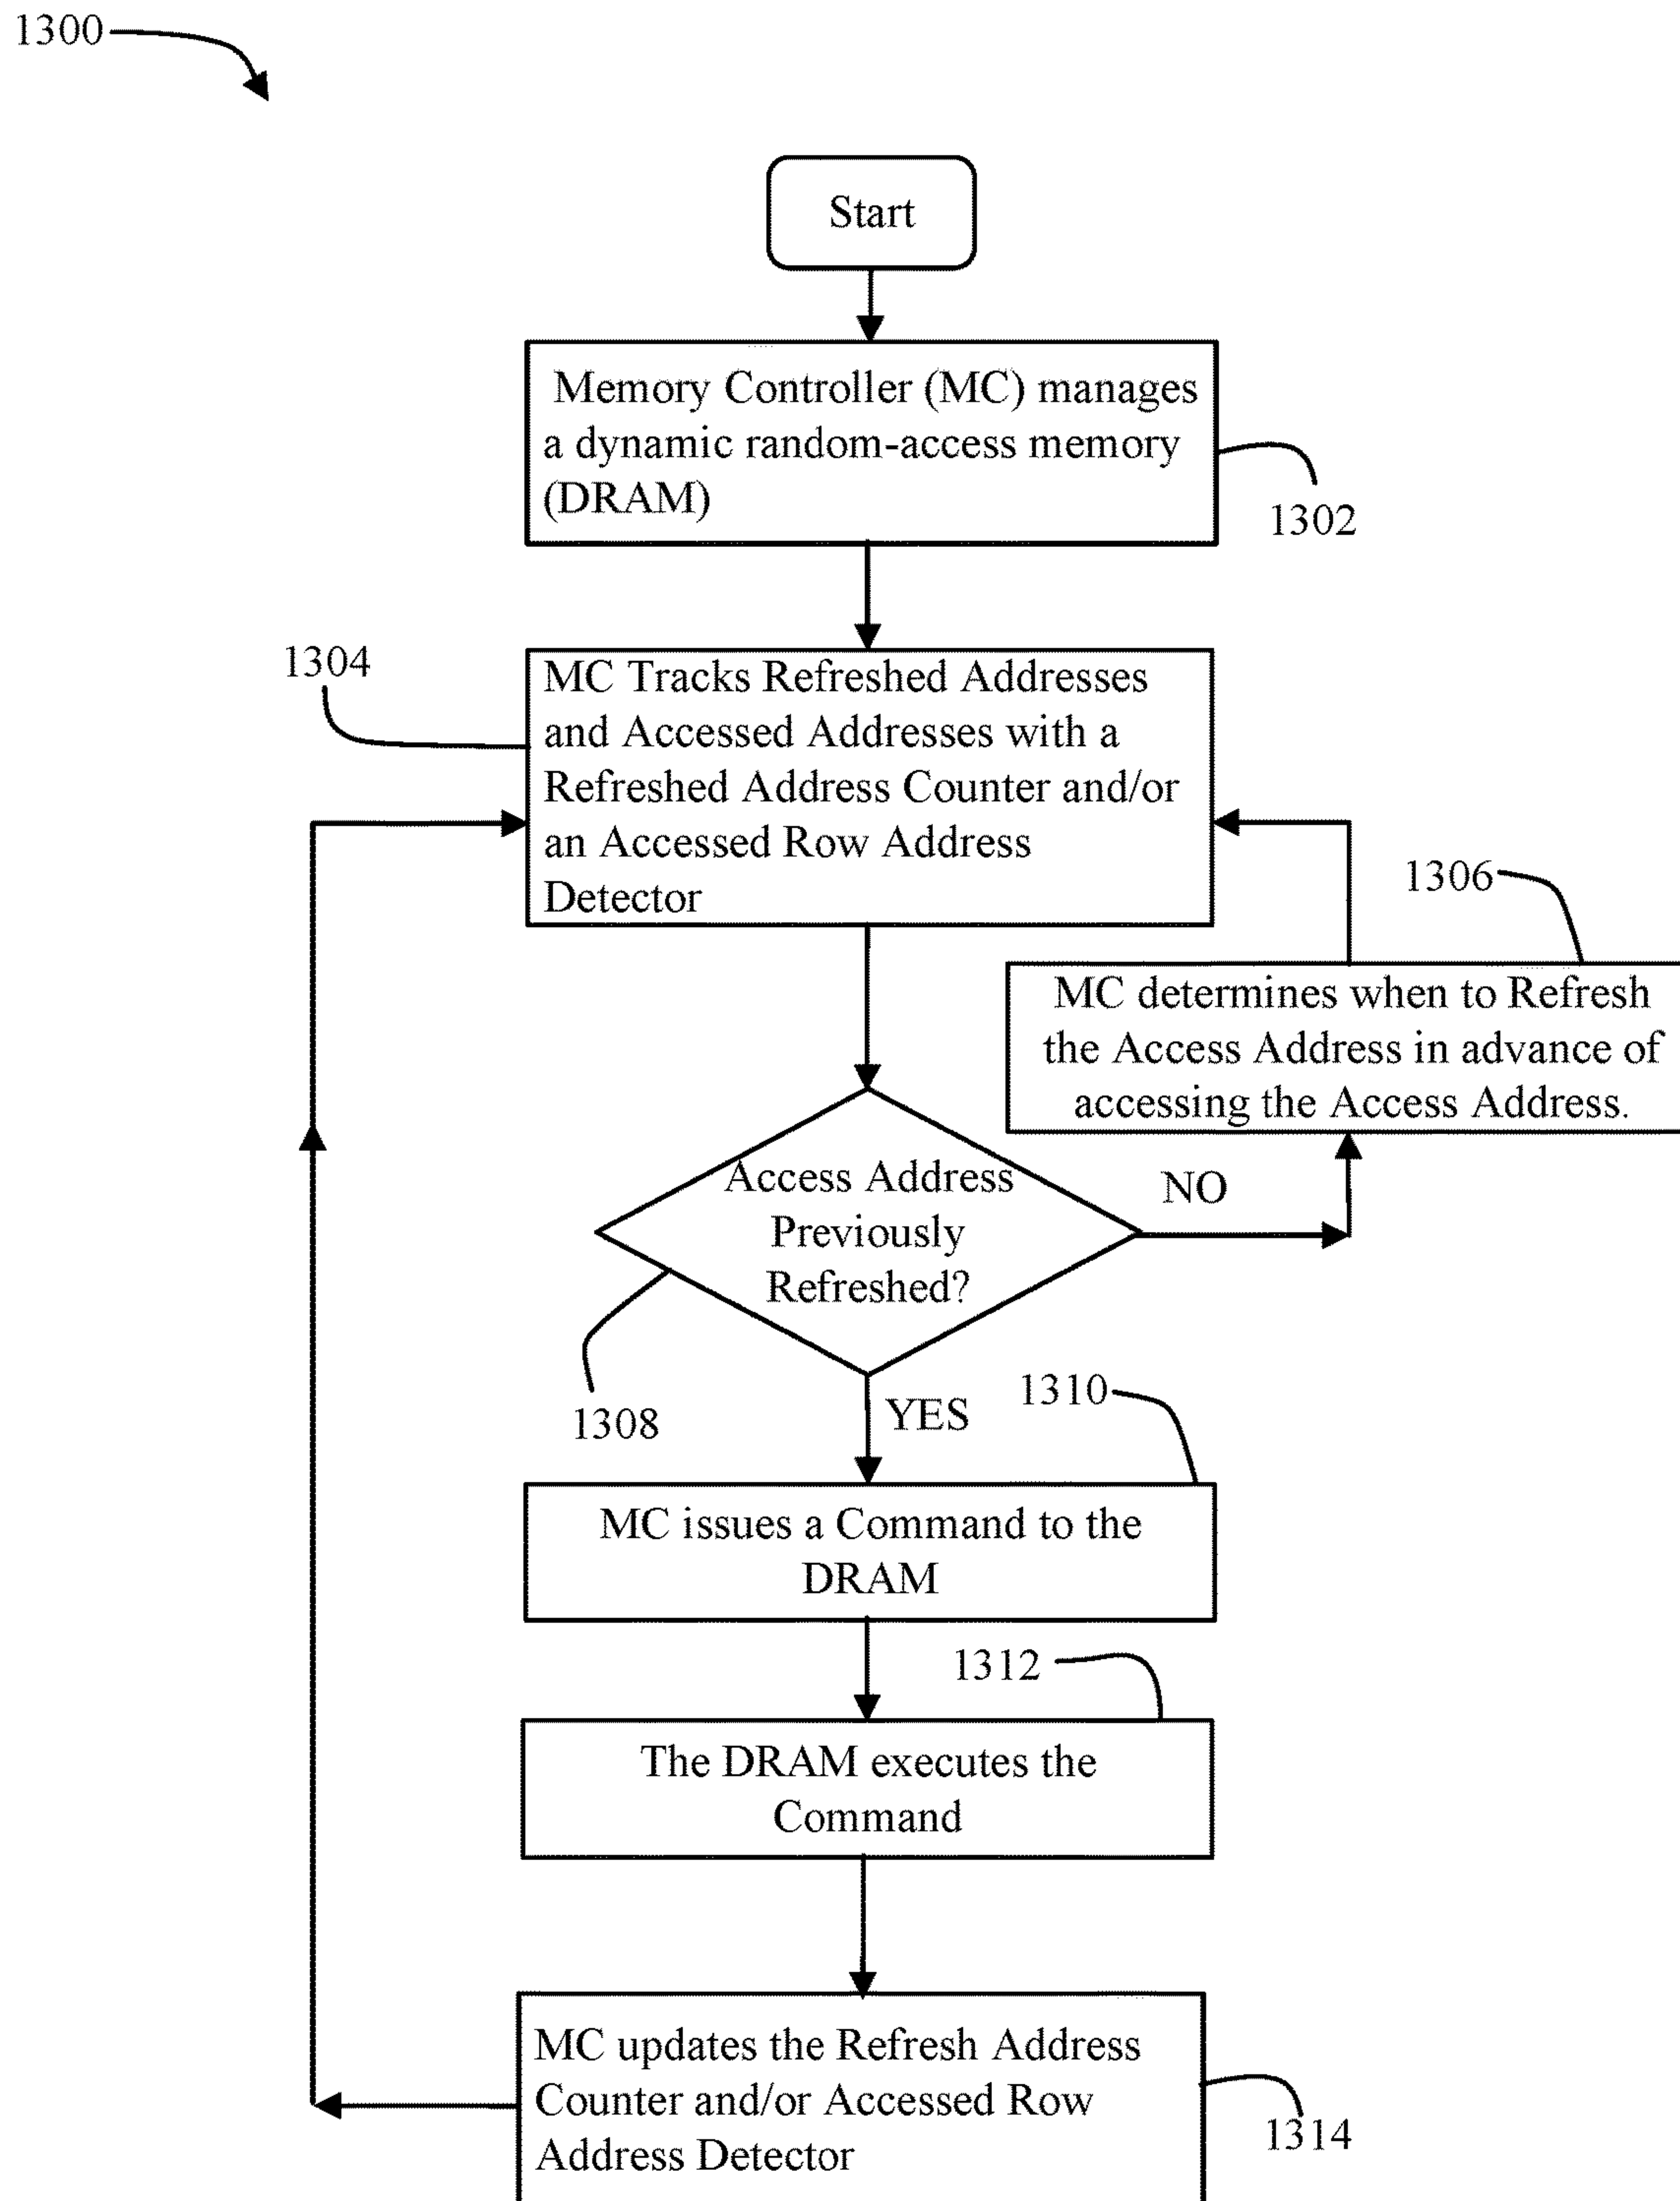 1300
Start
Memory Controller (MC) manages
a dynamic random-access memory
(DRAM)
1302
1304
MC Tracks Refreshed Addresses
and Accessed Addresses with a
Refreshed Address Counter and/or
an Accessed Row Address
Detector
1306
MC determines when to Refresh
the Access Address in advance of
accessing the Access Address.
Access Address
Previously
Refreshed?
NO
1308
YES
1310
MC issues a Command to the
DRAM
1312
The DRAM executes the
Command
MC updates the Refresh Address
Counter and/or Accessed Row
Address Detector
1314